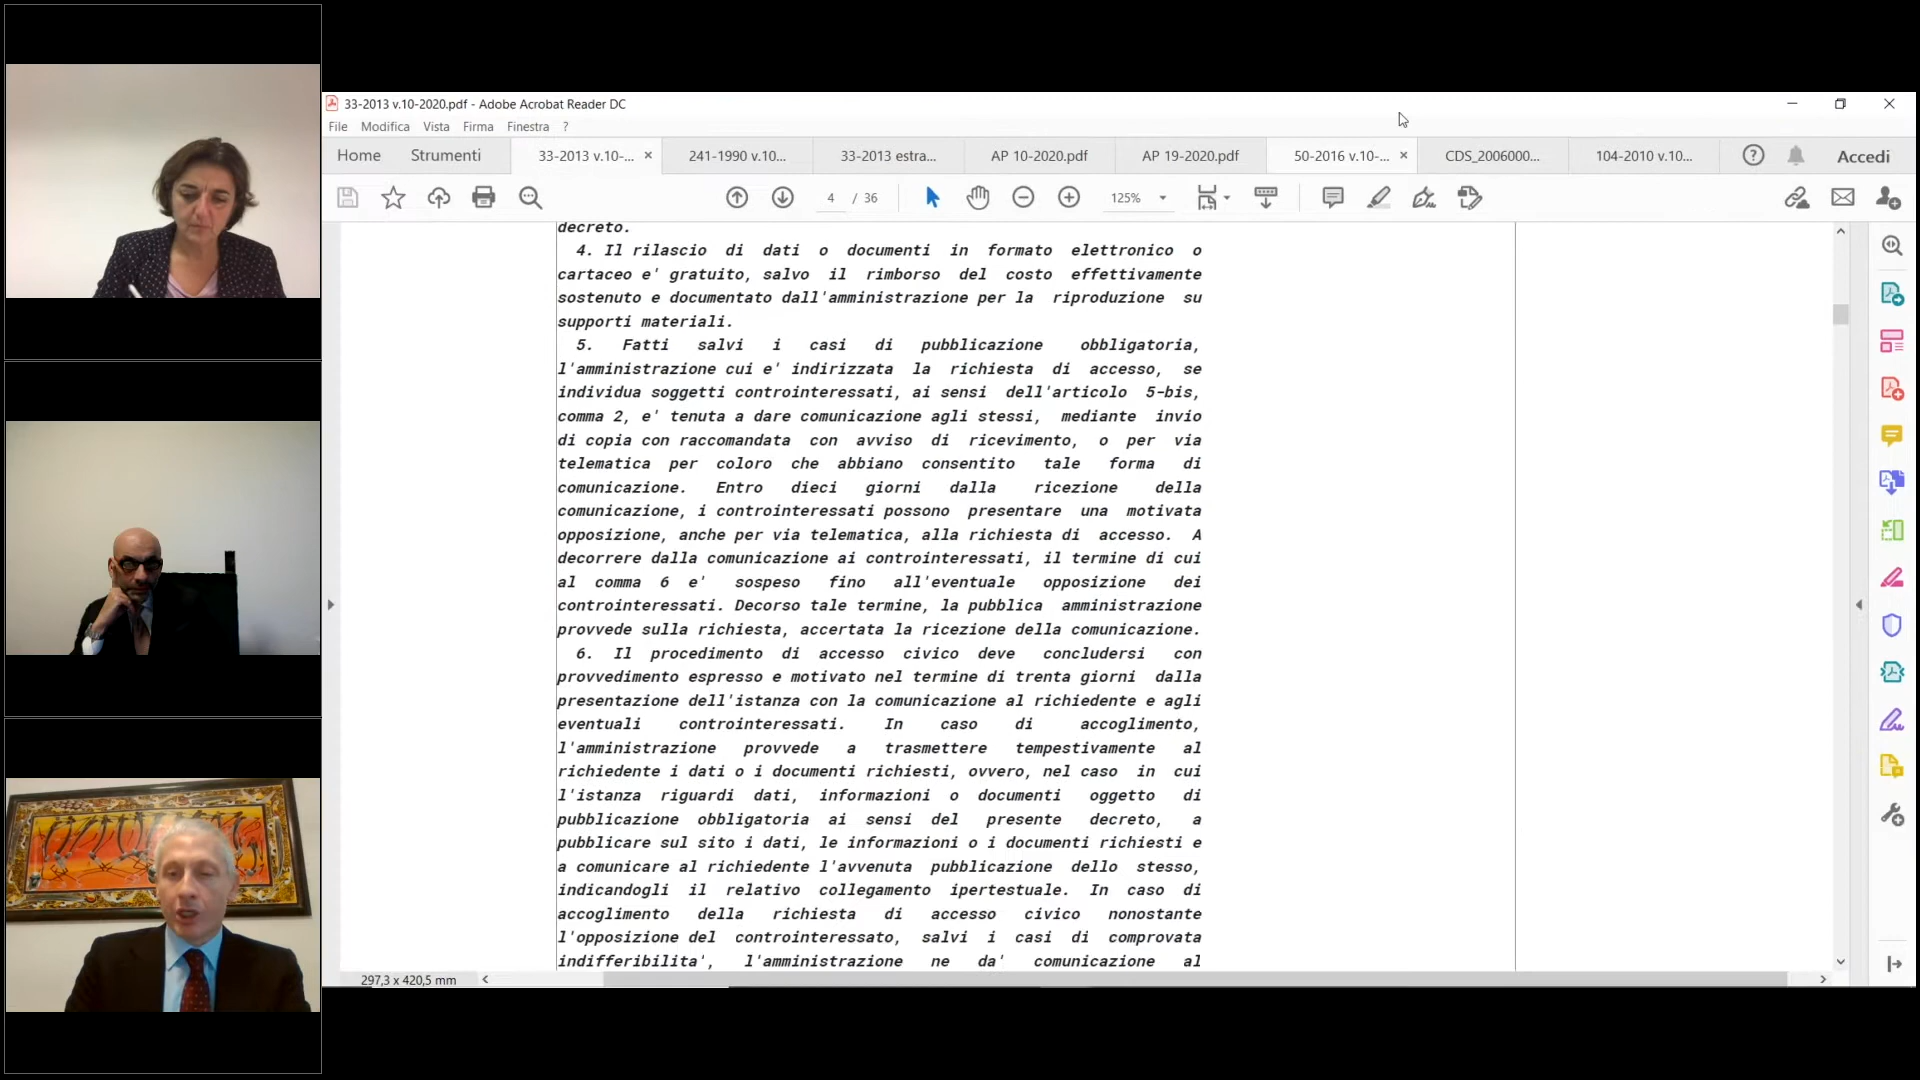 33-2013 v.10-2020.pdf - Adobe Acrobat Reader DC
File Modifica Vista Firma Finestra ?
Home Strumenti 33-2013 v.10-... 241-1990 v.10... 33-2013 estra... AP 10-2020.pdf AP 19-2020.pdf 50-2016 v.10-... CDS_2006000... 104-2010 v.10... Accedi
4 / 36 125%
decreto.
4. Il rilascio di dati o documenti in formato elettronico o
cartaceo e' gratuito, salvo il rimborso del costo effettivamente
sostenuto e documentato dall'amministrazione per la riproduzione su
supporti materiali.
5. Fatti salvi i casi di pubblicazione obbligatoria,
l'amministrazione cui e' indirizzata la richiesta di accesso, se
individua soggetti controinteressati, ai sensi dell'articolo 5-bis,
comma 2, e' tenuta a dare comunicazione agli stessi, mediante invio
di copia con raccomandata con avviso di ricevimento, o per via
telematica per coloro che abbiano consentito tale forma di
comunicazione. Entro dieci giorni dalla ricezione della
comunicazione, i controinteressati possono presentare una motivata
opposizione, anche per via telematica, alla richiesta di accesso. A
decorrere dalla comunicazione ai controinteressati, il termine di cui
al comma 6 e' sospeso fino all'eventuale opposizione dei
controinteressati. Decorso tale termine, la pubblica amministrazione
provvede sulla richiesta, accertata la ricezione della comunicazione.
6. Il procedimento di accesso civico deve concludersi con
provvedimento espresso e motivato nel termine di trenta giorni dalla
presentazione dell'istanza con la comunicazione al richiedente e agli
eventuali controinteressati. In caso di accoglimento,
l'amministrazione provvede a trasmettere tempestivamente al
richiedente i dati o i documenti richiesti, ovvero, nel caso in cui
l'istanza riguardi dati, informazioni o documenti oggetto di
pubblicazione obbligatoria ai sensi del presente decreto, a
pubblicare sul sito i dati, le informazioni o i documenti richiesti e
a comunicare al richiedente l'avvenuta pubblicazione dello stesso,
indicandogli il relativo collegamento ipertestuale. In caso di
accoglimento della richiesta di accesso civico nonostante
l'opposizione del controinteressato, salvi i casi di comprovata
indifferibilita', l'amministrazione ne da' comunicazione al
297,3 x 420,5 mm